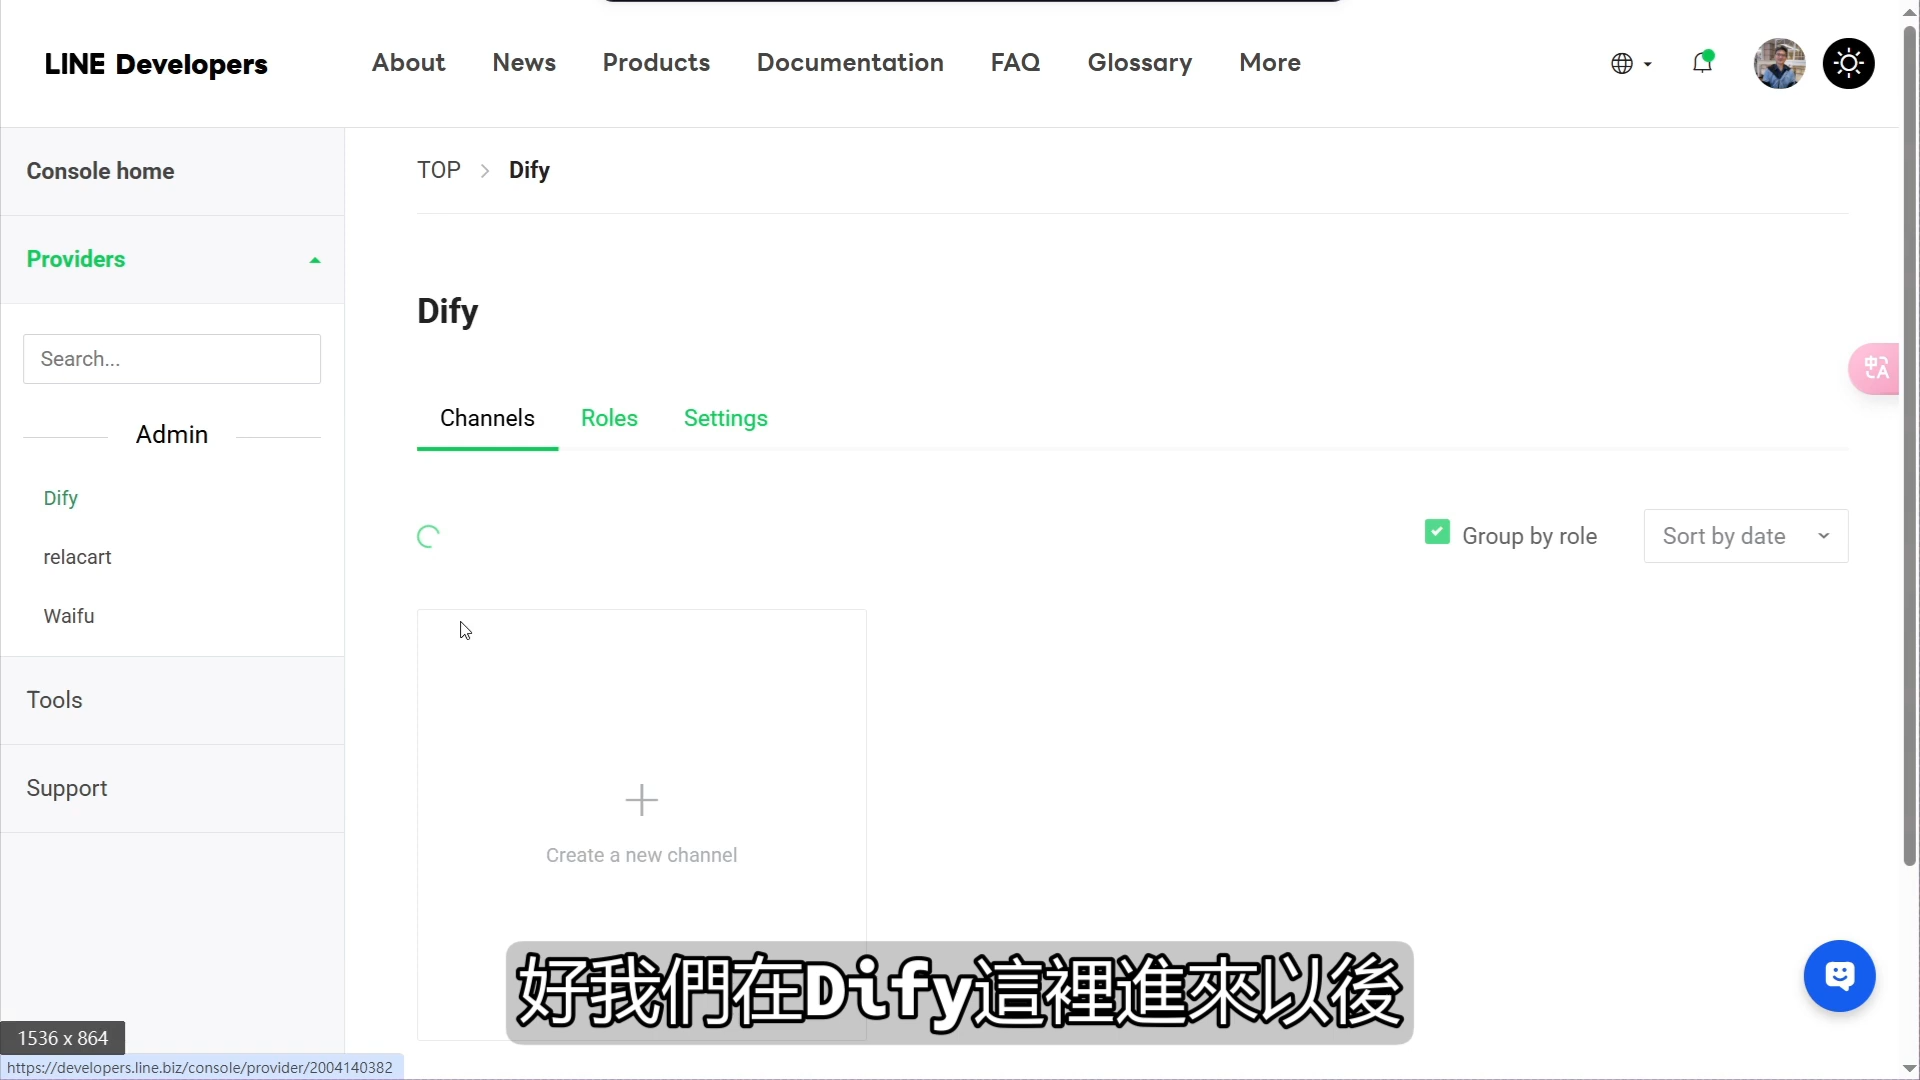 LINE Developers
About
News
Products
Documentation
FAQ
Glossary
More
Console home
Providers
Search...
Admin
Dify
relacart
Waifu
Tools
Support
TOP > Dify
Dify
Channels
Roles
Settings
Group by role
Sort by date
Create a new channel
中A
好我們在Dify這裡進來以後
1536 x 864
https://developers.line.biz/console/provider/2004140382